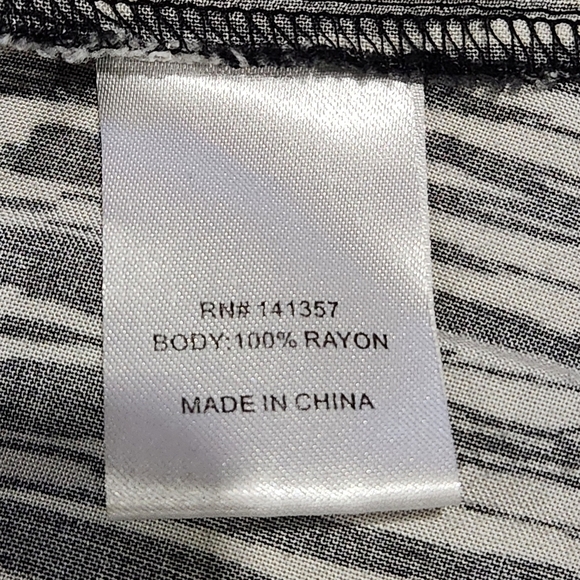 RN# 141357
BODY:100% RAYON
MADE IN CHINA